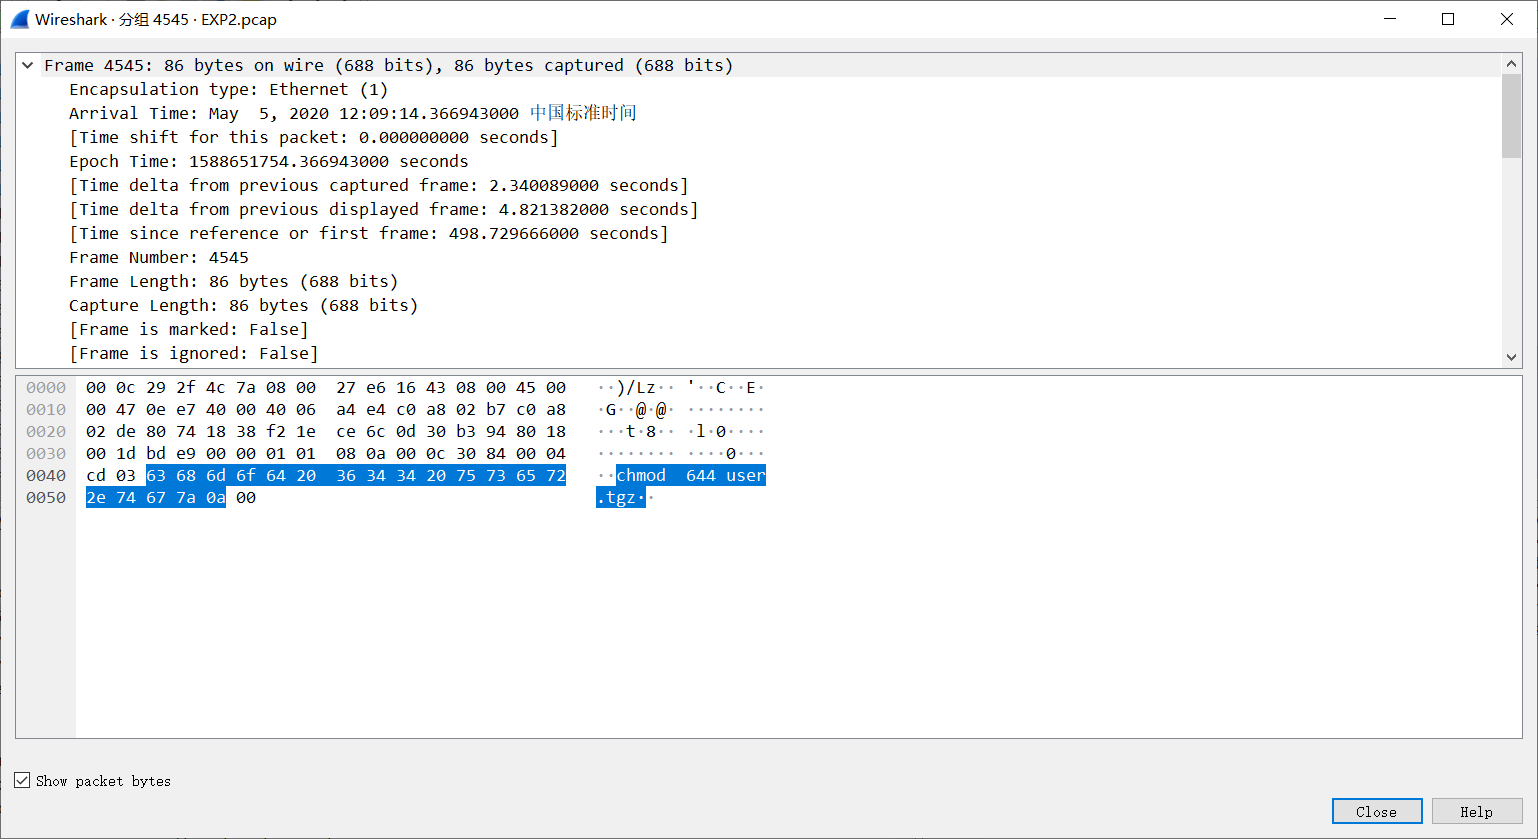 Wireshark · 分组 4545 · EXP2.pcap
Frame 4545: 86 bytes on wire (688 bits), 86 bytes captured (688 bits)
Encapsulation type: Ethernet (1)
Arrival Time: May  5, 2020 12:09:14.366943000 中国标准时间
[Time shift for this packet: 0.000000000 seconds]
Epoch Time: 1588651754.366943000 seconds
[Time delta from previous captured frame: 2.340089000 seconds]
[Time delta from previous displayed frame: 4.821382000 seconds]
[Time since reference or first frame: 498.729666000 seconds]
Frame Number: 4545
Frame Length: 86 bytes (688 bits)
Capture Length: 86 bytes (688 bits)
[Frame is marked: False]
[Frame is ignored: False]
0000 00 0c 29 2f 4c 7a 08 00  27 e6 16 43 08 00 45 00 ··)/Lz·· '··C··E·
0010 00 47 0e e7 40 00 40 06  a4 e4 c0 a8 02 b7 c0 a8 ·G··@·@· ········
0020 02 de 80 74 18 38 f2 1e  ce 6c 0d 30 b3 94 80 18 ···t·8·· ·l·0····
0030 00 1d bd e9 00 00 01 01  08 0a 00 0c 30 84 00 04 ········ ····0···
0040 cd 03 63 68 6d 6f 64 20  36 34 34 20 75 73 65 72 ··chmod  644 user
0050 2e 74 67 7a 0a 00 .tgz··
Show packet bytes
Close Help